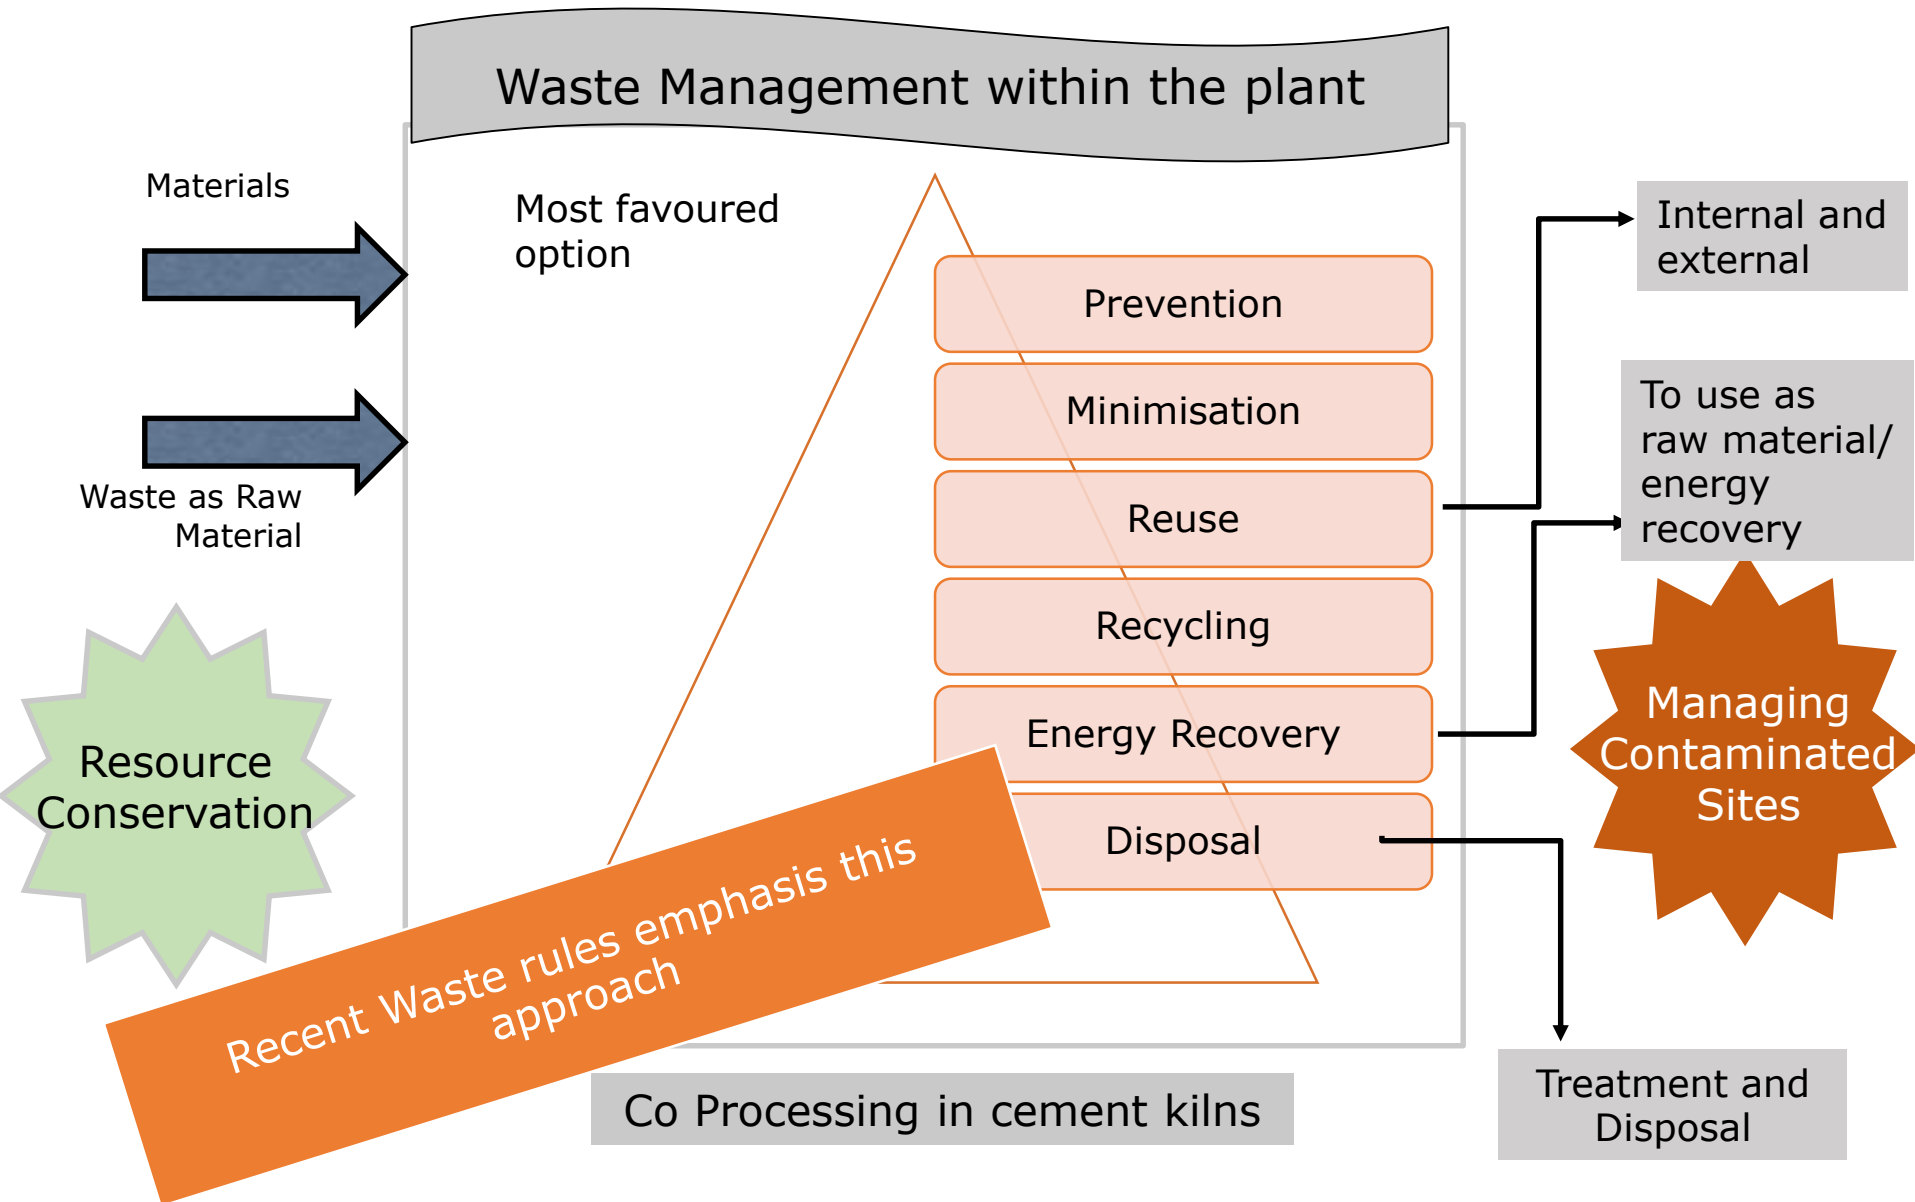 Waste Management within the plant
Materials
Most favoured
option
Waste as Raw
Material
Prevention
Minimisation
Reuse
Recycling
Energy Recovery
Disposal
Internal and
external
To use as
raw material/
energy
recovery
Resource
Conservation
Managing
Contaminated
Sites
Recent Waste rules emphasis this
approach
Co Processing in cement kilns
Treatment and
Disposal